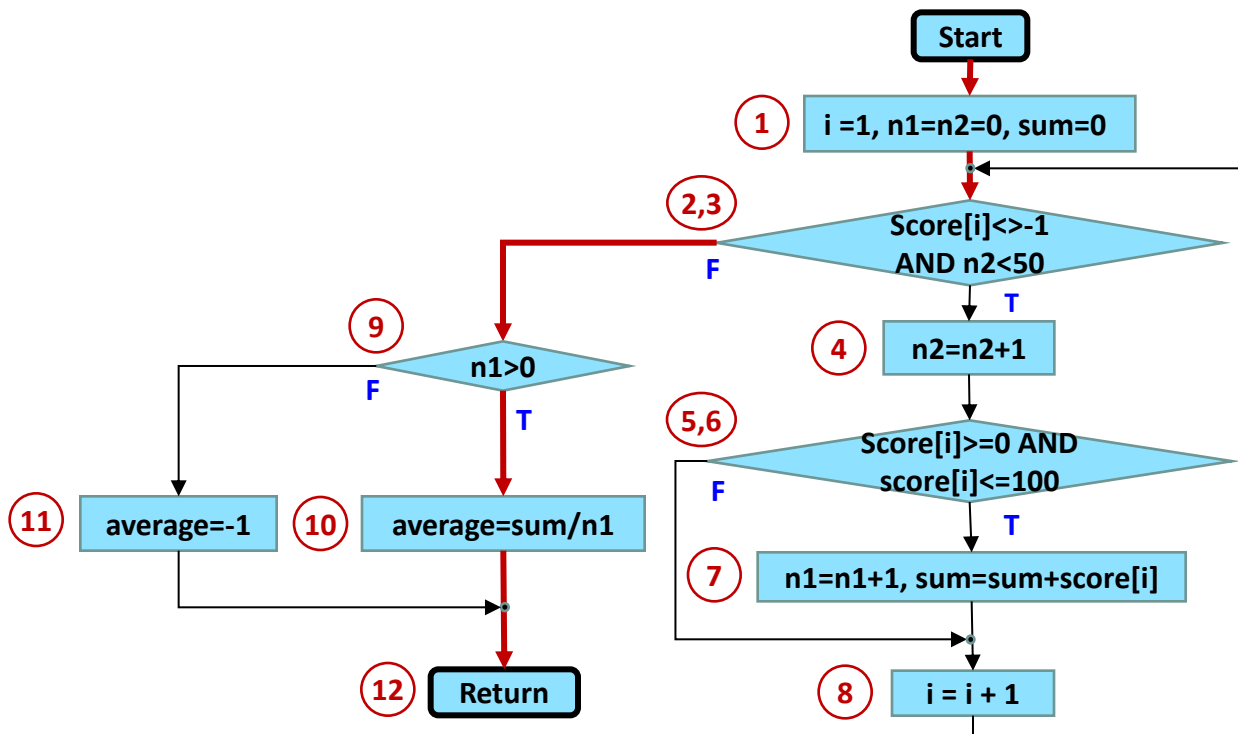 Start
1
i =1, n1=n2=0, sum=0
2,3
Score[i]<>-1
AND n2<50
F
T
9
n1>0
F
T
4
n2=n2+1
5,6
Score[i]>=0 AND
score[i]<=100
F
T
11
average=-1
10
average=sum/n1
7
n1=n1+1, sum=sum+score[i]
12
Return
8
i = i + 1